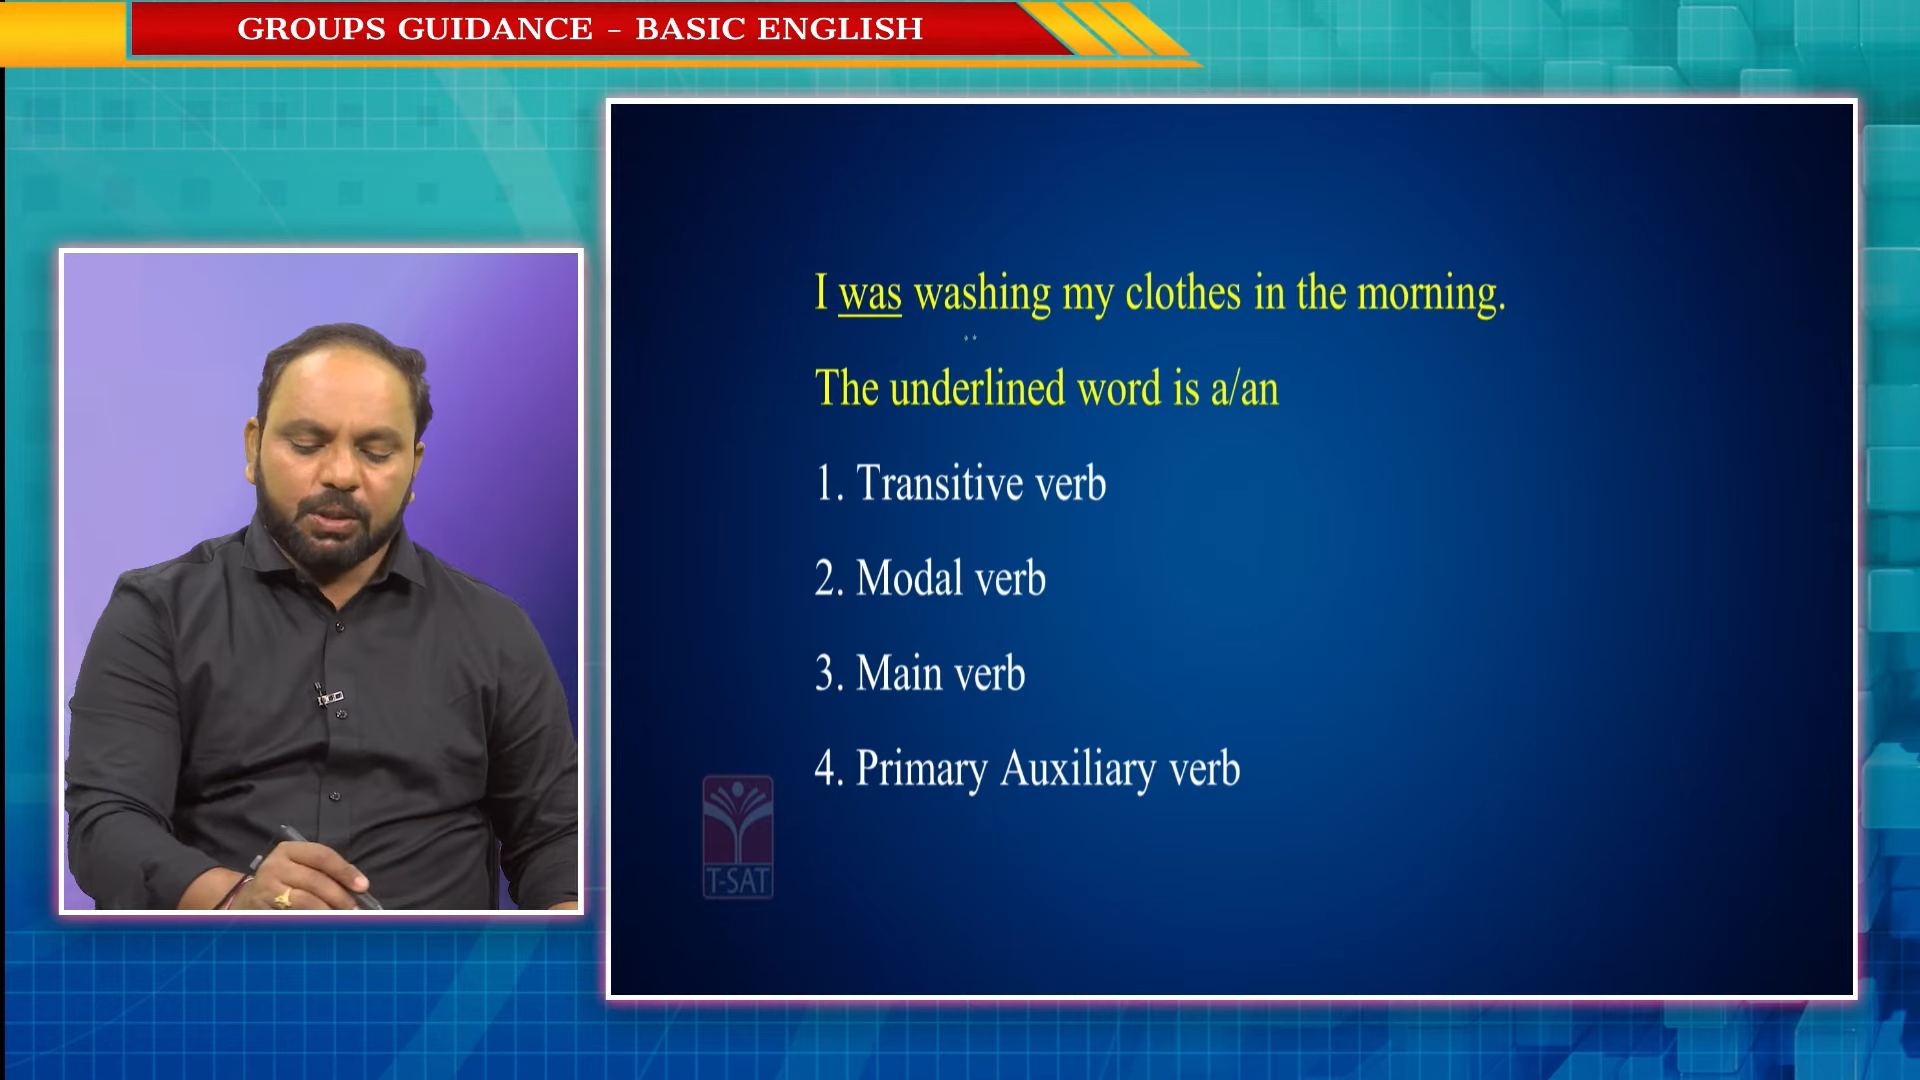 GROUPS GUIDANCE - BASIC ENGLISH
I was washing my clothes in the morning.
The underlined word is a/an
1. Transitive verb
2. Modal verb
3. Main verb
4. Primary Auxiliary verb
T-SAT